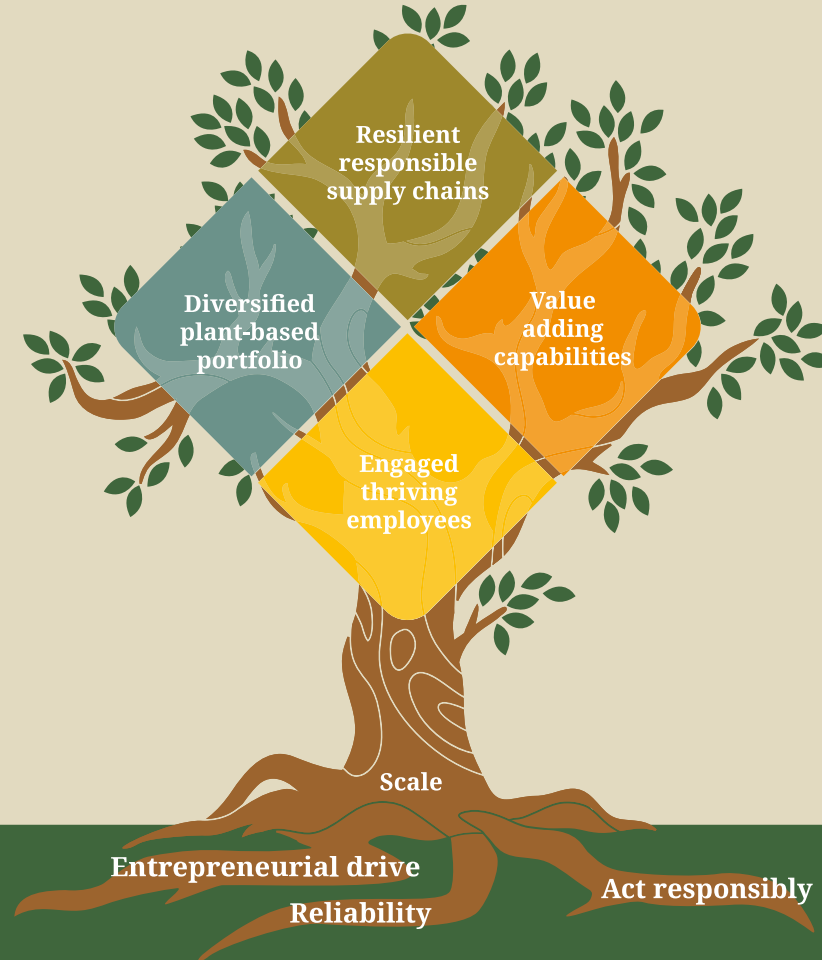 Resilient
responsible
supply chains
Diversified
plant-based
portfolio
Value
adding
capabilities
Engaged
thriving
employees
Scale
Entrepreneurial drive
Act responsibly
Reliability